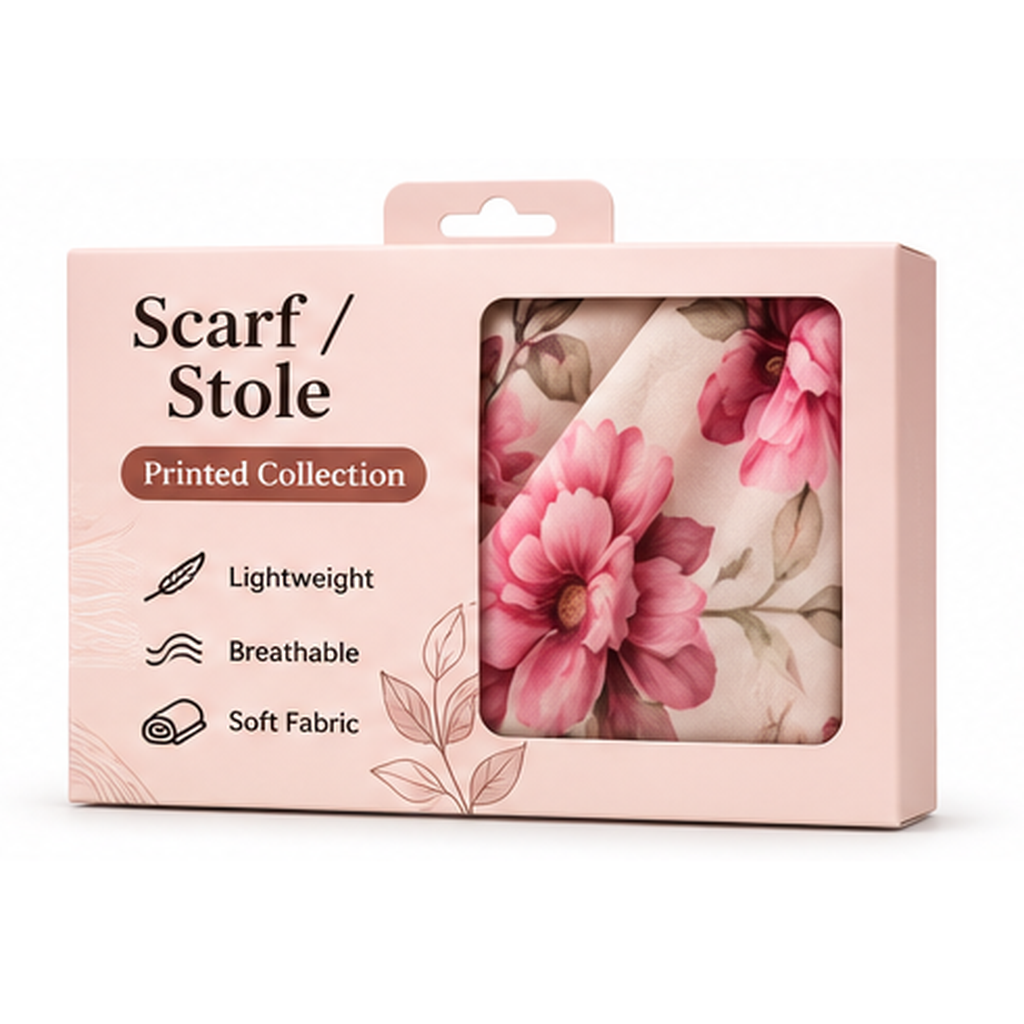 Scarf /
Stole
Printed Collection
Lightweight
Breathable
Soft Fabric